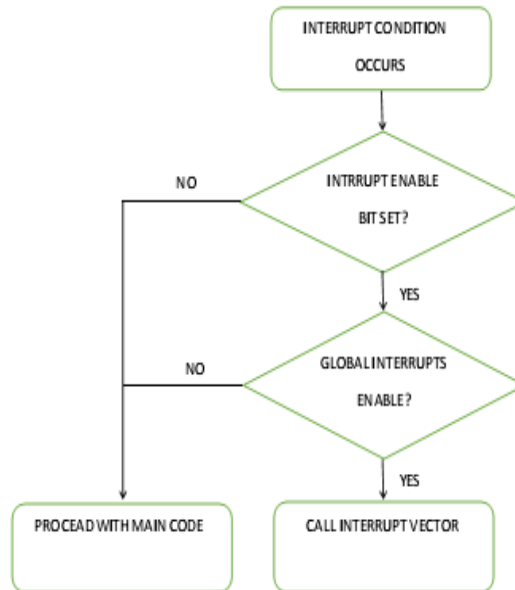 INTERRUPT CONDITION
OCCURS
NO
INTRRUPT ENABLE
BIT SET?
YES
NO
GLOBAL INTERRUPTS
ENABLE?
YES
PROCEAD WITH MAIN CODE
CALL INTERRUPT VECTOR